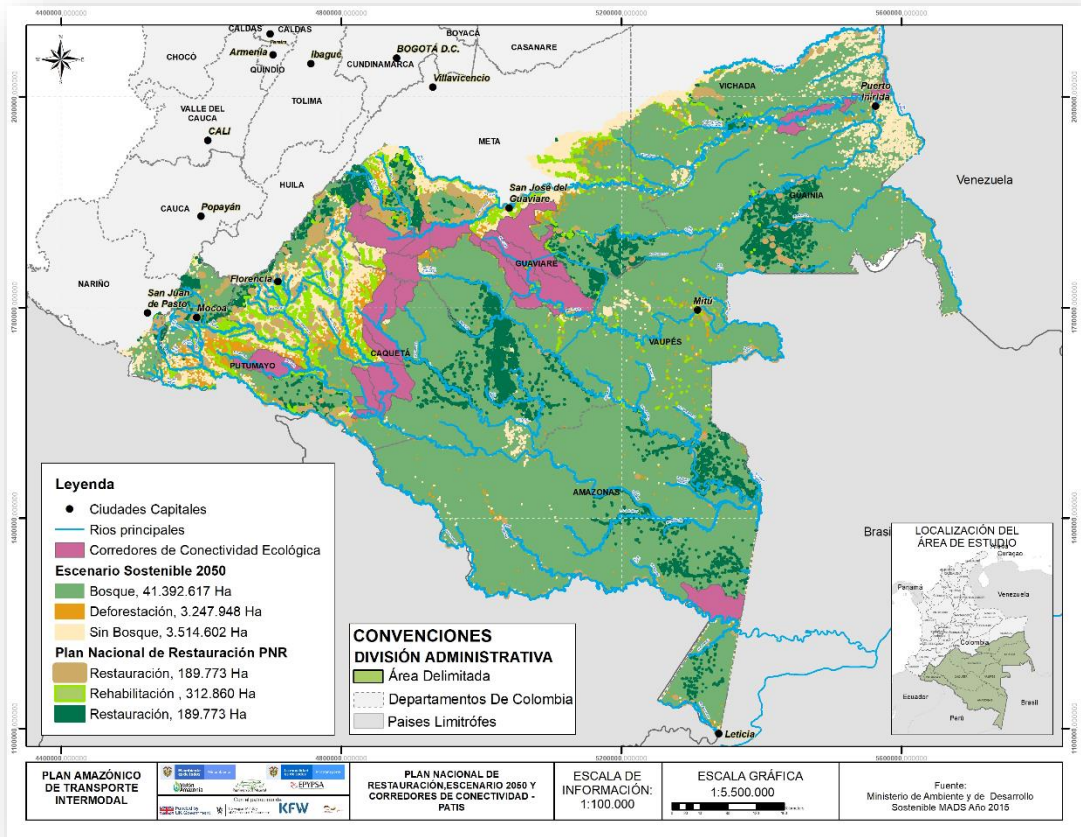 4400000,000000 4800000,000000 5200000,000000 5600000,000000
CALDAS
CALDAS
BOYACÁ
CHOCÓ
Armenia
Ibagué
BOGOTÁ D.C.
CASANARE
QUINDÍO
CUNDINAMARCA
Villavicencio
TOLIMA
VICHADA
Puerto Inírida
VALLE DEL
CAUCA
CALI
META
HUILA
San José del
Guaviare
Venezuela
GUAINÍA
CAUCA
Popayán
GUAVIARE
NARIÑO
Florencia
San Juan
de Pasto
Mocoa
Mitú
VAUPÉS
CAQUETÁ
PUTUMAYO
AMAZONAS
Brasil
Leticia
Leyenda
Ciudades Capitales
Rios principales
Corredores de Conectividad Ecológica
Escenario Sostenible 2050
Bosque, 41.392.617 Ha
Deforestación, 3.247.948 Ha
Sin Bosque, 3.514.602 Ha
Plan Nacional de Restauración PNR
Restauración, 189.773 Ha
Rehabilitación , 312.860 Ha
Restauración, 189.773 Ha
CONVENCIONES
DIVISIÓN ADMINISTRATIVA
Área Delimitada
Departamentos De Colombia
Paises Limitrófes
LOCALIZACIÓN DEL
ÁREA DE ESTUDIO
Panamá
Curaçao
Venezuela
Colombia
Ecuador
Perú
Brasil
4400000,000000 4800000,000000 5200000,000000 5600000,000000
PLAN AMAZÓNICO
DE TRANSPORTE
INTERMODAL
EPYPSA
KFW
PLAN NACIONAL DE
RESTAURACIÓN,ESCENARIO 2050 Y
CORREDORES DE CONECTIVIDAD -
PATIS
ESCALA DE
INFORMACIÓN:
1:100.000
ESCALA GRÁFICA
1:5.500.000
Fuente:
Ministerio de Ambiente y de Desarrollo
Sostenible MADS Año 2015